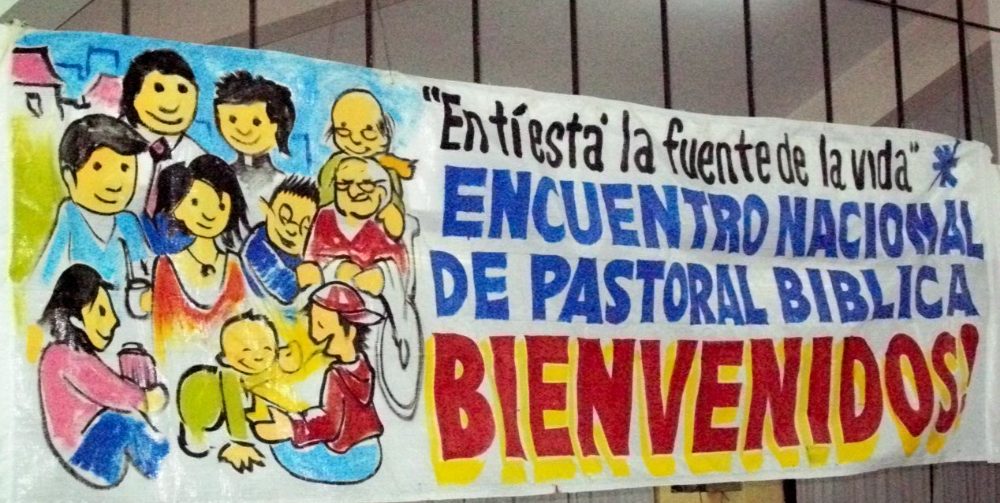 "En tí está la fuente de la vida"
ENCUENTRO NACIONAL
DE PASTORAL BIBLICA
BIENVENIDOS!